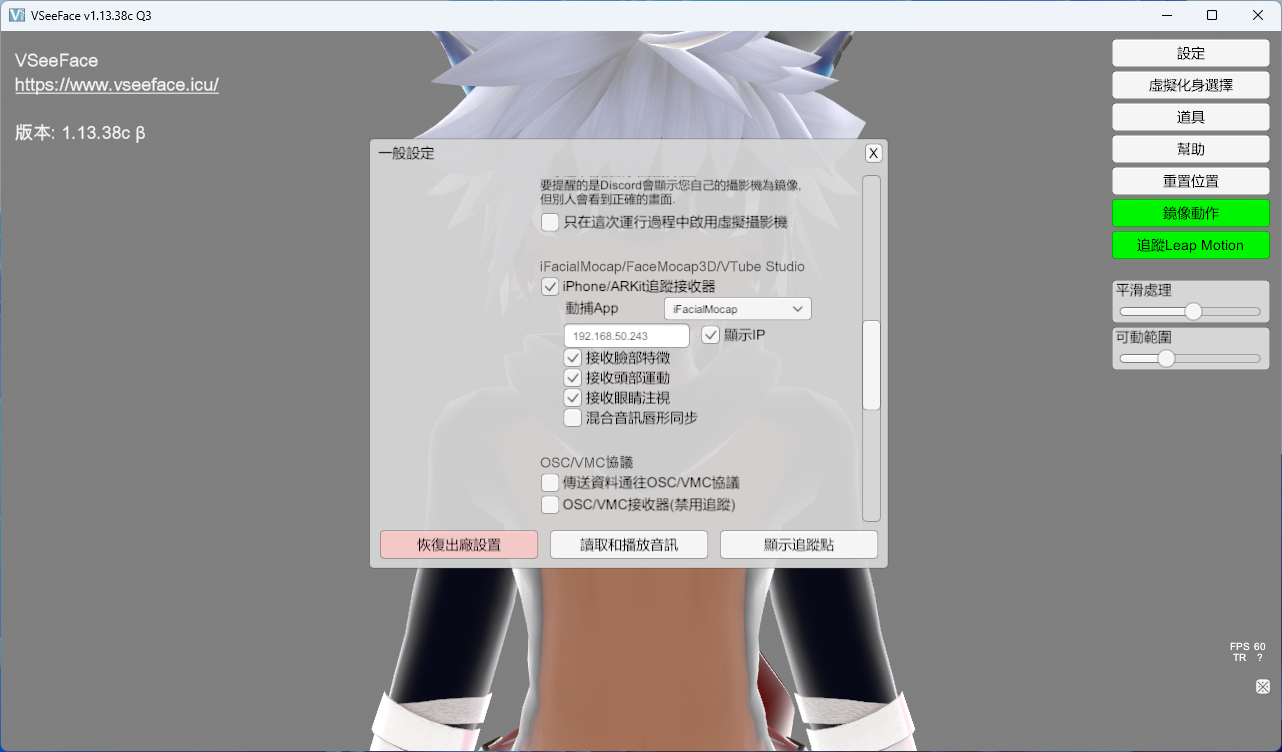 VSeeFace v1.13.38c Q3
VSeeFace
https://www.vseeface.icu/
版本: 1.13.38c β
設定
虛擬化身選擇
道具
幫助
重置位置
鏡像動作
追蹤Leap Motion
平滑處理
可動範圍
一般設定
X
要提醒的是Discord會顯示您自己的攝影機為鏡像,
但別人會看到正確的畫面.
只在這次運行過程中啟用虛擬攝影機
iFacialMocap/FaceMocap3D/VTube Studio
iPhone/ARKit追蹤接收器
動捕App
iFacialMocap
192.168.50.243
顯示IP
接收臉部特徵
接收頭部運動
接收眼睛注視
混合音訊唇形同步
OSC/VMC協議
傳送資料通往OSC/VMC協議
OSC/VMC接收器(禁用追蹤)
恢復出廠設置
讀取和播放音訊
顯示追蹤點
FPS 60
TR ?